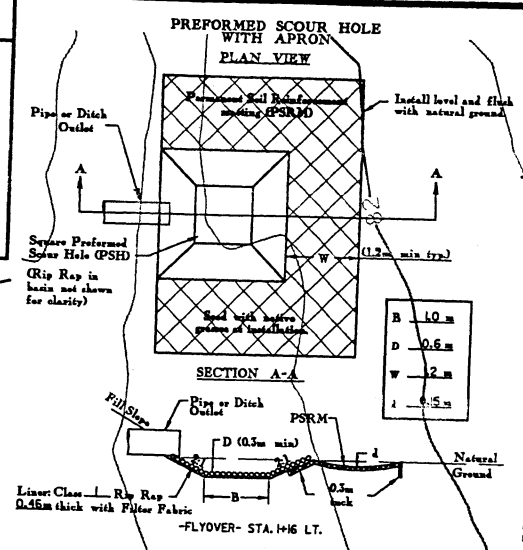 PREFORMED SCOUR HOLE
WITH APRON
PLAN VIEW
Permanent Soil Reinforcement
matting (PSRM)
Install level and flush
with natural ground
Pipe or Ditch
Outlet
A
A
82
Square Preformed
Scour Hole (PSH)
(Rip Rap in
basin not shown
for clarity)
W
(1.2m min typ.)
Seed with native
grasses at installation.
B 1.0 m
D 0.6 m
W 1.2 m
d 0.15 m
SECTION A-A
Fill Slope
Pipe or Ditch
Outlet
D (0.3m min)
PSRM
d
Natural
Ground
B
0.3m
tuck
Liner: Class I Rip Rap
0.46m thick with Filter Fabric
-FLYOVER- STA. 1+16 LT.